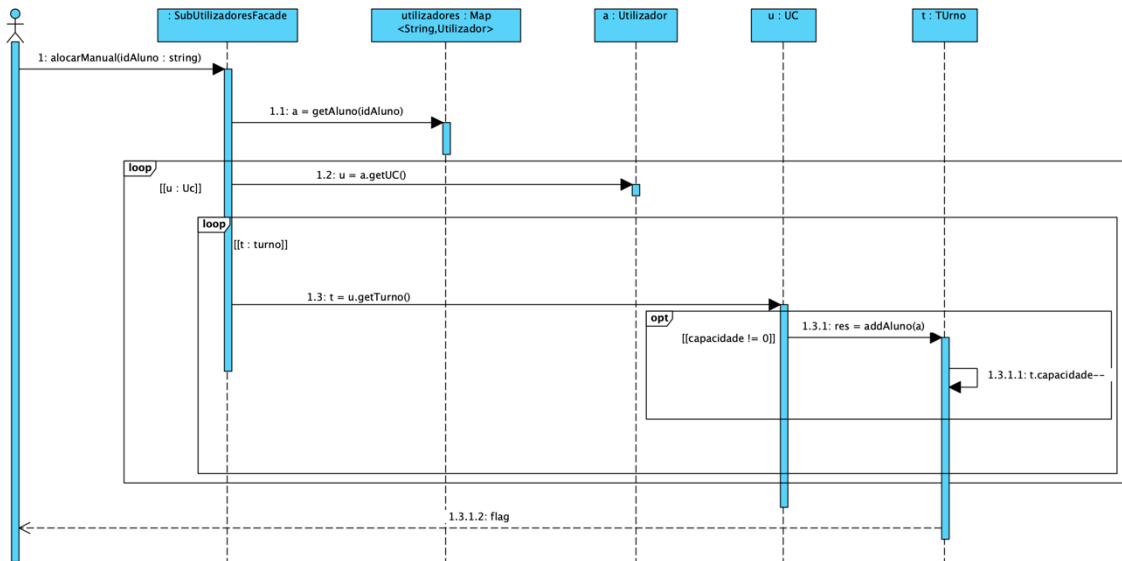 : SubUtilizadoresFacade
utilizadores : Map
<String,Utilizador>
a : Utilizador
u : UC
t : TUrno
1: alocarManual(idAluno : string)
1.1: a = getAluno(idAluno)
loop
[[u : Uc]]
1.2: u = a.getUC()
loop
[[t : turno]]
1.3: t = u.getTurno()
opt
[[capacidade != 0]]
1.3.1: res = addAluno(a)
1.3.1.1: t.capacidade--
1.3.1.2: flag